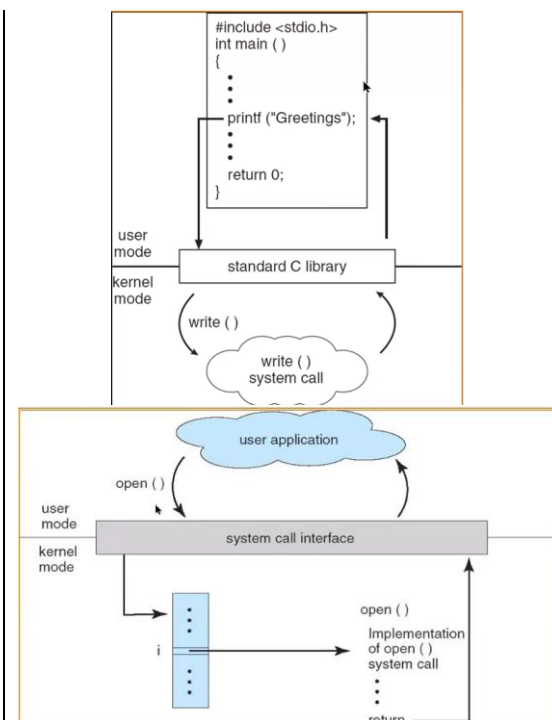 #include <stdio.h>
int main ( )
{
•
•
•
printf ("Greetings");
•
•
•
return 0;
}
user
mode
standard C library
kernel
mode
write ( )
write ( )
system call
user application
open ( )
user
mode
system call interface
kernel
mode
open ( )
i
Implementation
of open ( )
system call
•
•
•
return